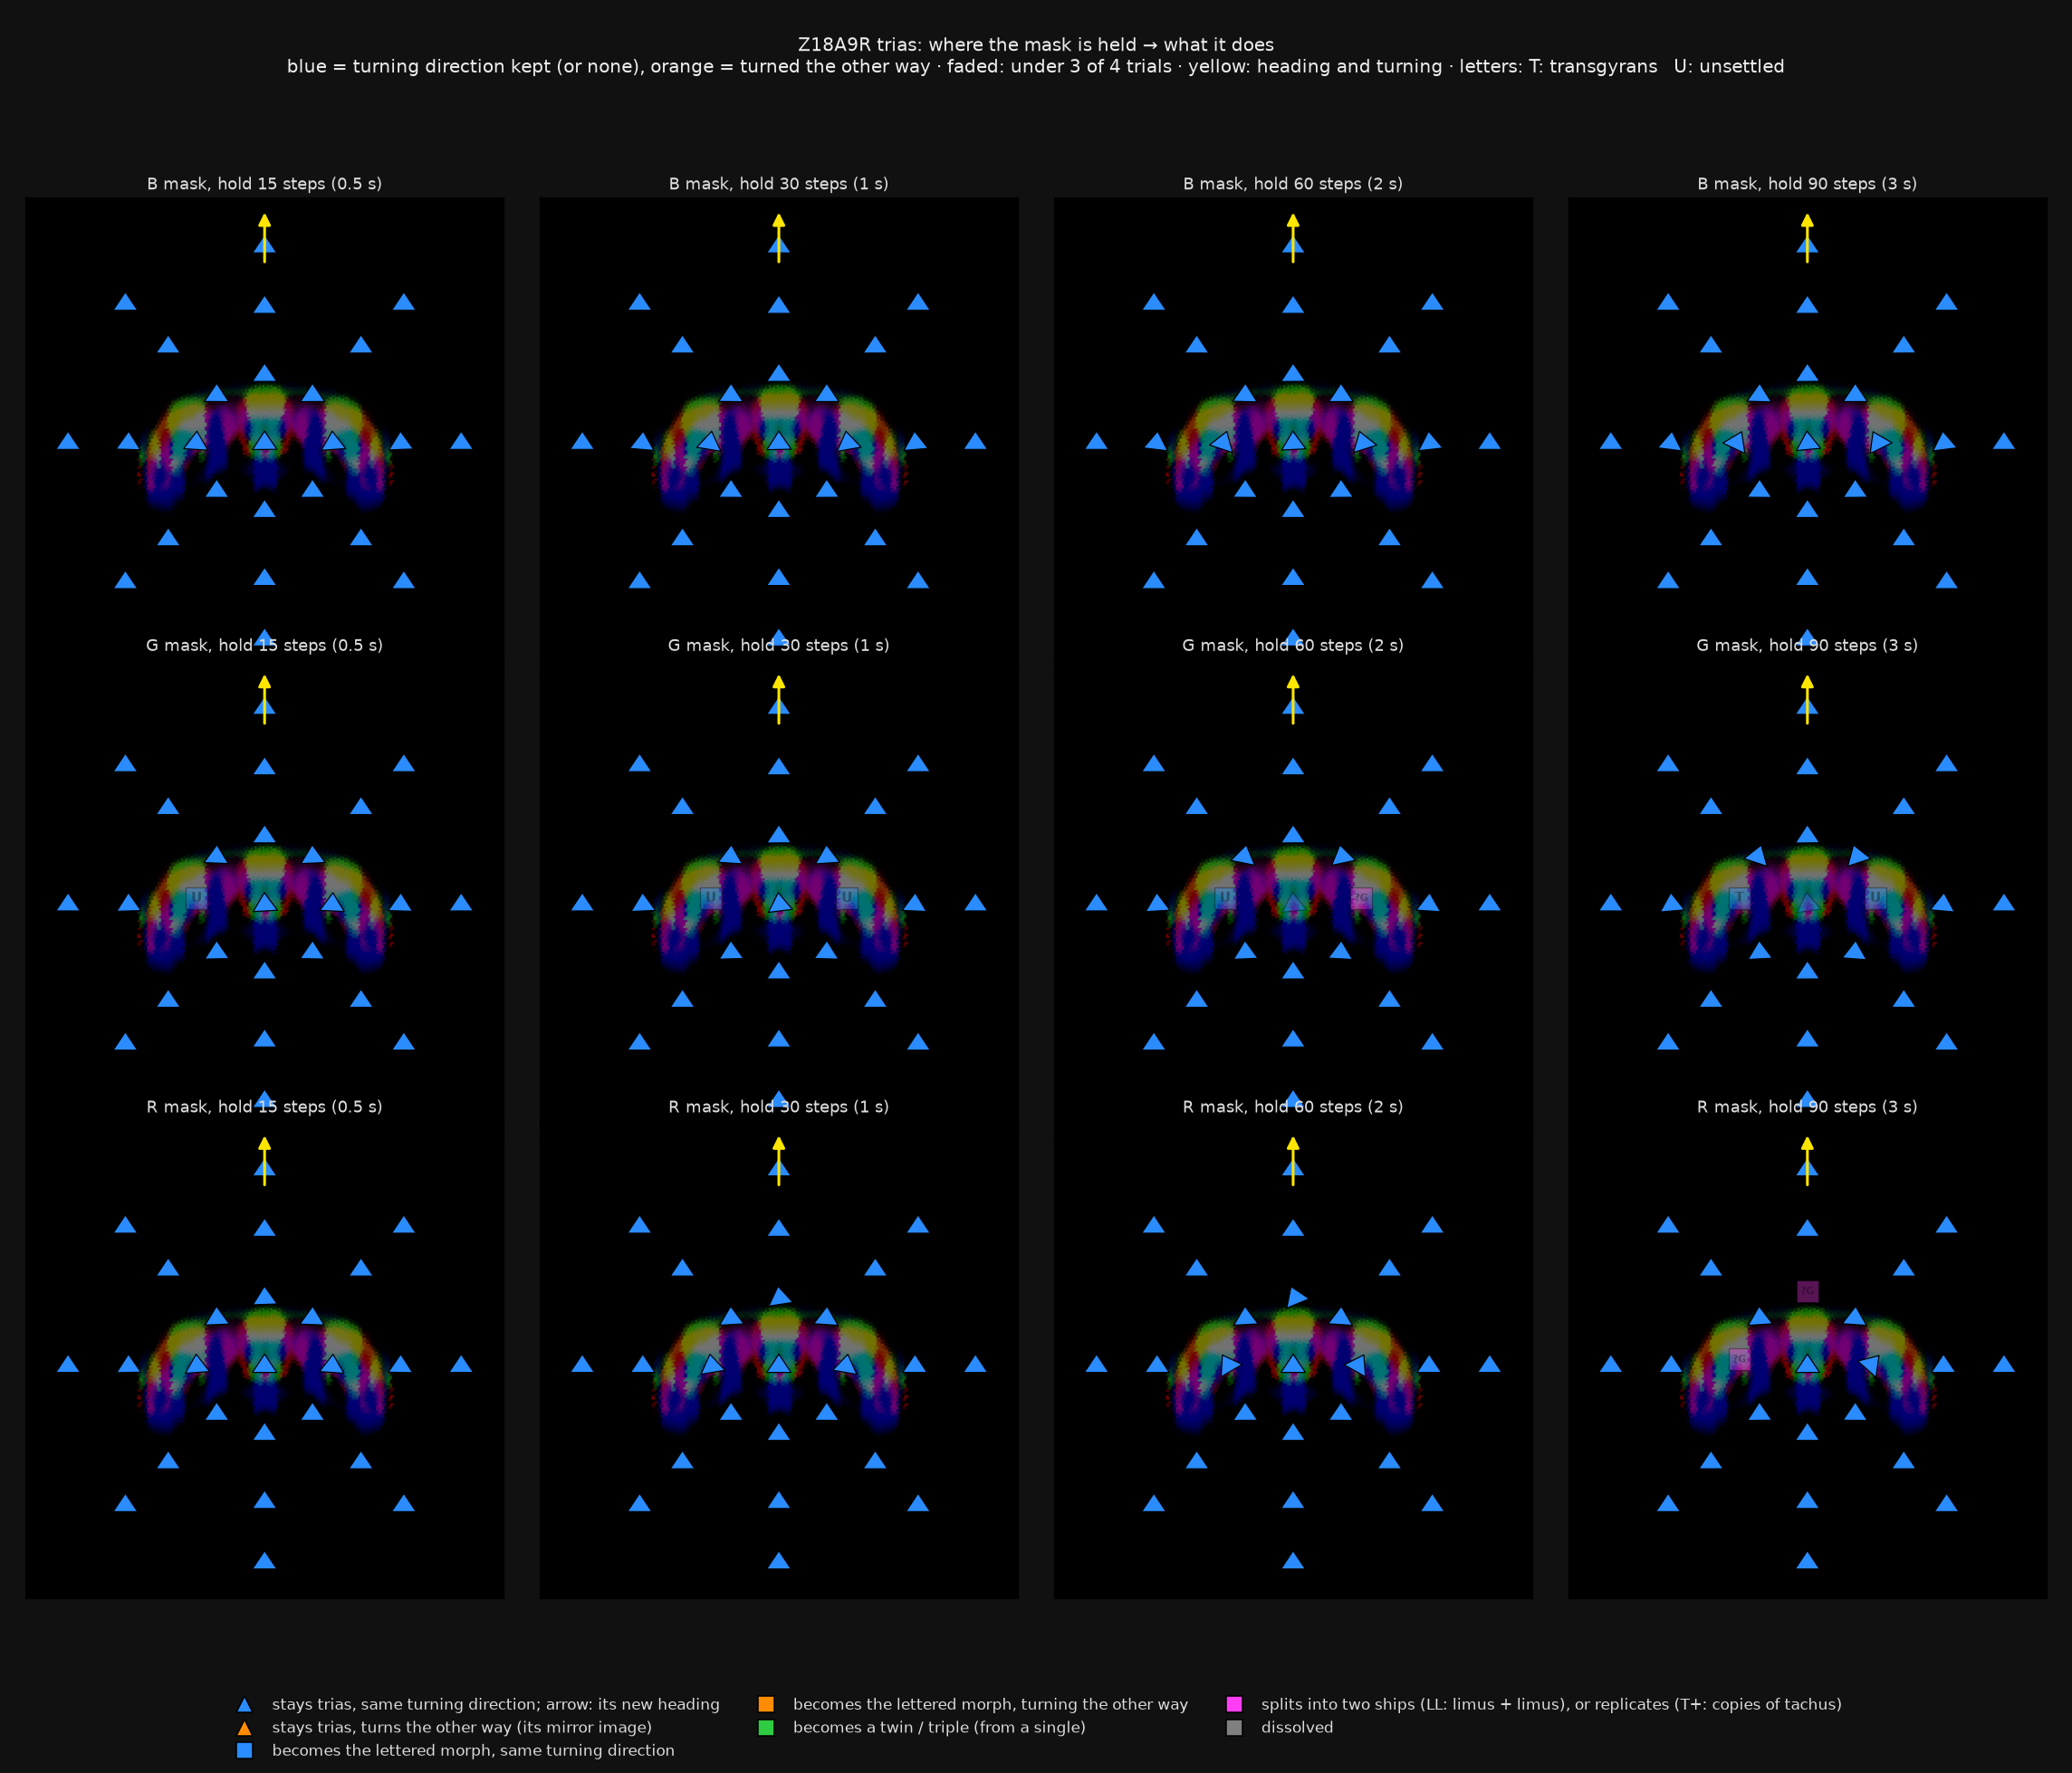 Z18A9R trias: where the mask is held → what it does
blue = turning direction kept (or none), orange = turned the other way · faded: under 3 of 4 trials · yellow: heading and turning · letters: T: transgyrans   U: unsettled
B mask, hold 15 steps (0.5 s)
B mask, hold 30 steps (1 s)
B mask, hold 60 steps (2 s)
B mask, hold 90 steps (3 s)
G mask, hold 15 steps (0.5 s)
G mask, hold 30 steps (1 s)
G mask, hold 60 steps (2 s)
G mask, hold 90 steps (3 s)
U
U
U
U
?G
T
U
R mask, hold 15 steps (0.5 s)
R mask, hold 30 steps (1 s)
R mask, hold 60 steps (2 s)
R mask, hold 90 steps (3 s)
?G
?G
stays trias, same turning direction; arrow: its new heading
stays trias, turns the other way (its mirror image)
becomes the lettered morph, same turning direction
becomes the lettered morph, turning the other way
becomes a twin / triple (from a single)
splits into two ships (LL: limus + limus), or replicates (T+: copies of tachus)
dissolved